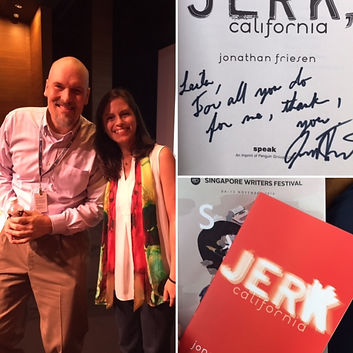 JERK,
california
jonathan friesen
Leila,
For all you do
for me, thank
you,
speak
An Imprint of Penguin Group
SINGAPORE WRITERS FESTIVAL
S
JERK
california
jon